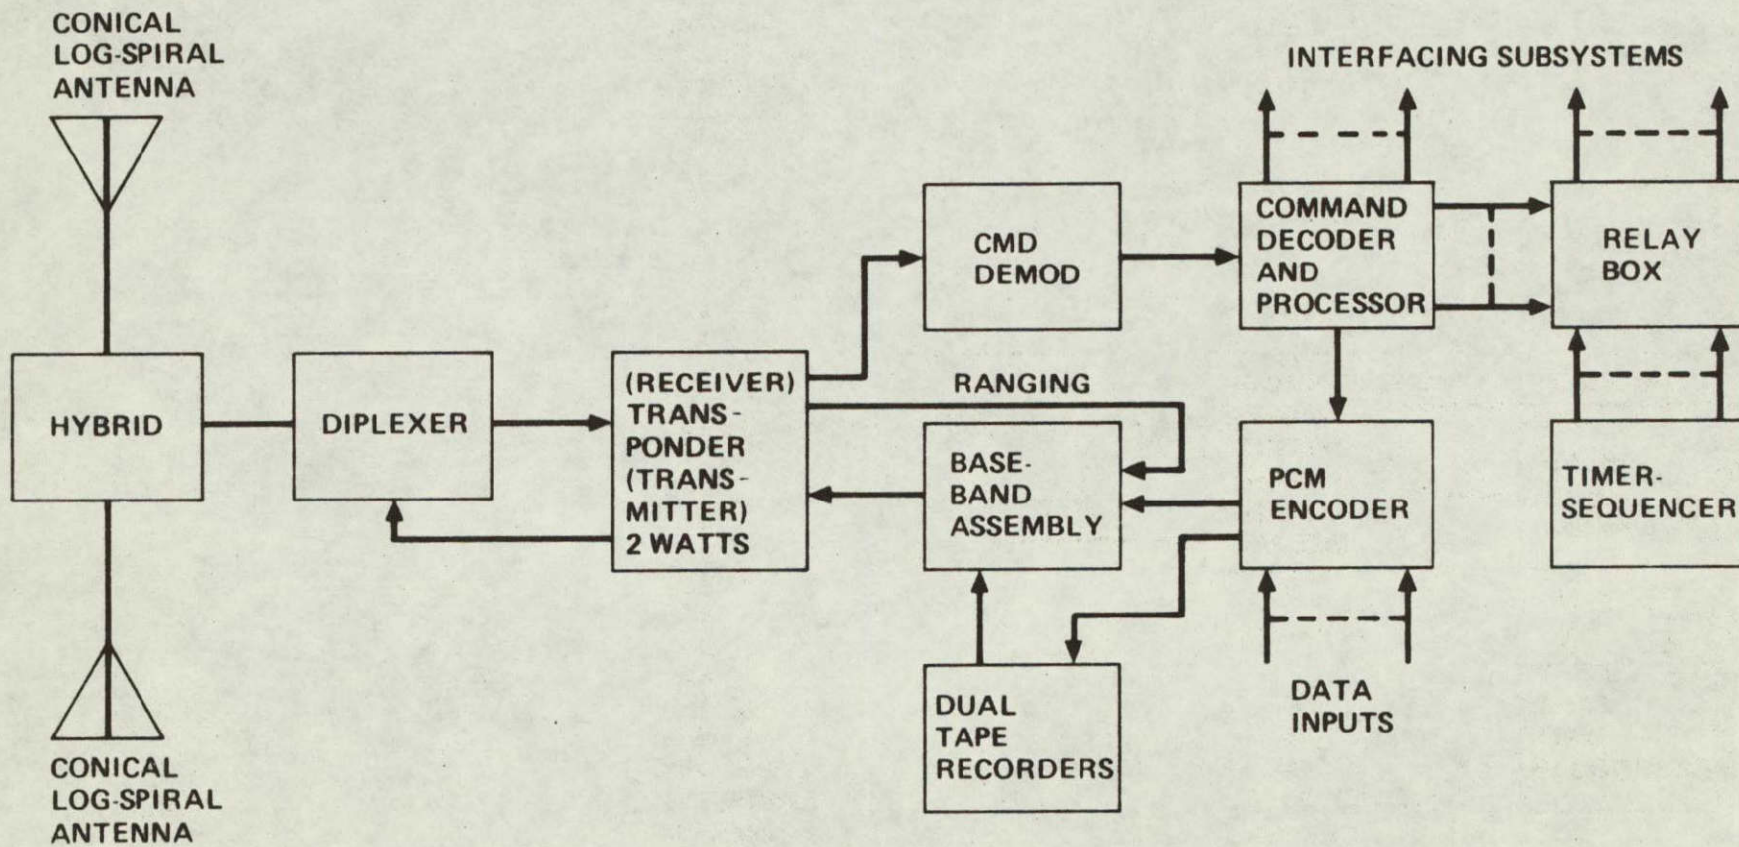 CONICAL
LOG-SPIRAL
ANTENNA
INTERFACING SUBSYSTEMS
CMD
DEMOD
COMMAND
DECODER
AND
PROCESSOR
RELAY
BOX
HYBRID
DIPLEXER
(RECEIVER)
TRANS-
PONDER
(TRANS-
MITTER)
2 WATTS
RANGING
BASE-
BAND
ASSEMBLY
PCM
ENCODER
TIMER-
SEQUENCER
DUAL
TAPE
RECORDERS
DATA
INPUTS
CONICAL
LOG-SPIRAL
ANTENNA